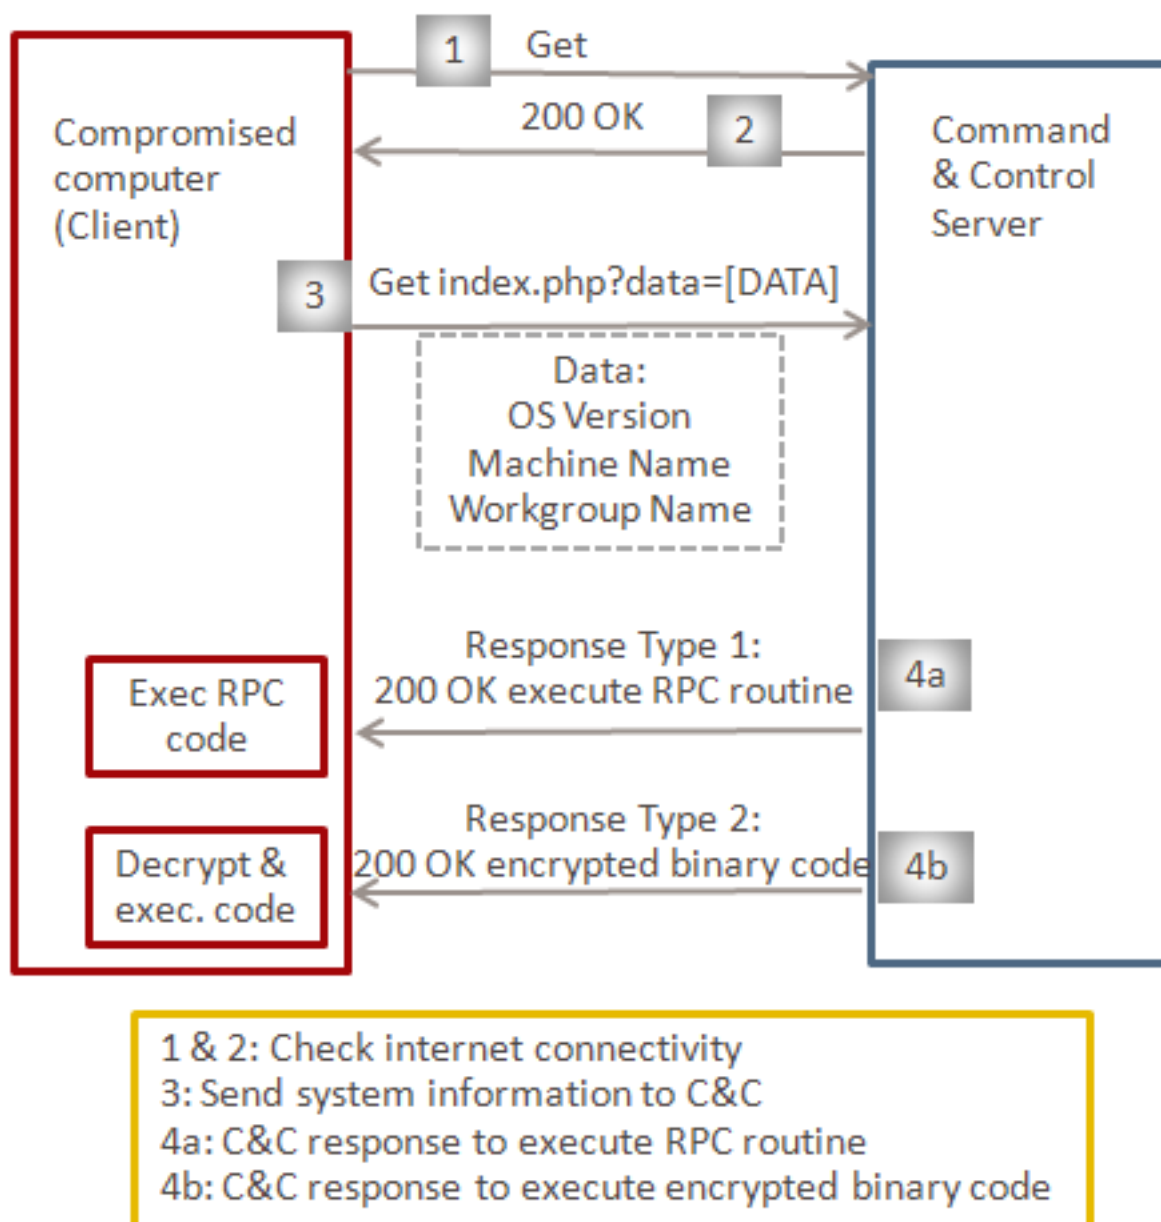 1
Get
200 OK
2
Compromised
computer
(Client)
Command
& Control
Server
3
Get index.php?data=[DATA]
Data:
OS Version
Machine Name
Workgroup Name
Response Type 1:
200 OK execute RPC routine
4a
Exec RPC
code
Response Type 2:
200 OK encrypted binary code
4b
Decrypt &
exec. code
1 & 2: Check internet connectivity
3: Send system information to C&C
4a: C&C response to execute RPC routine
4b: C&C response to execute encrypted binary code